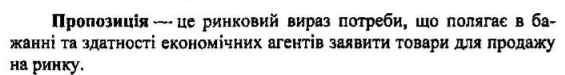 Пропозиція — це ринковий вираз потреби, що полягає в ба-
жанні та здатності економічних агентів заявити товари для продажу
на ринку.